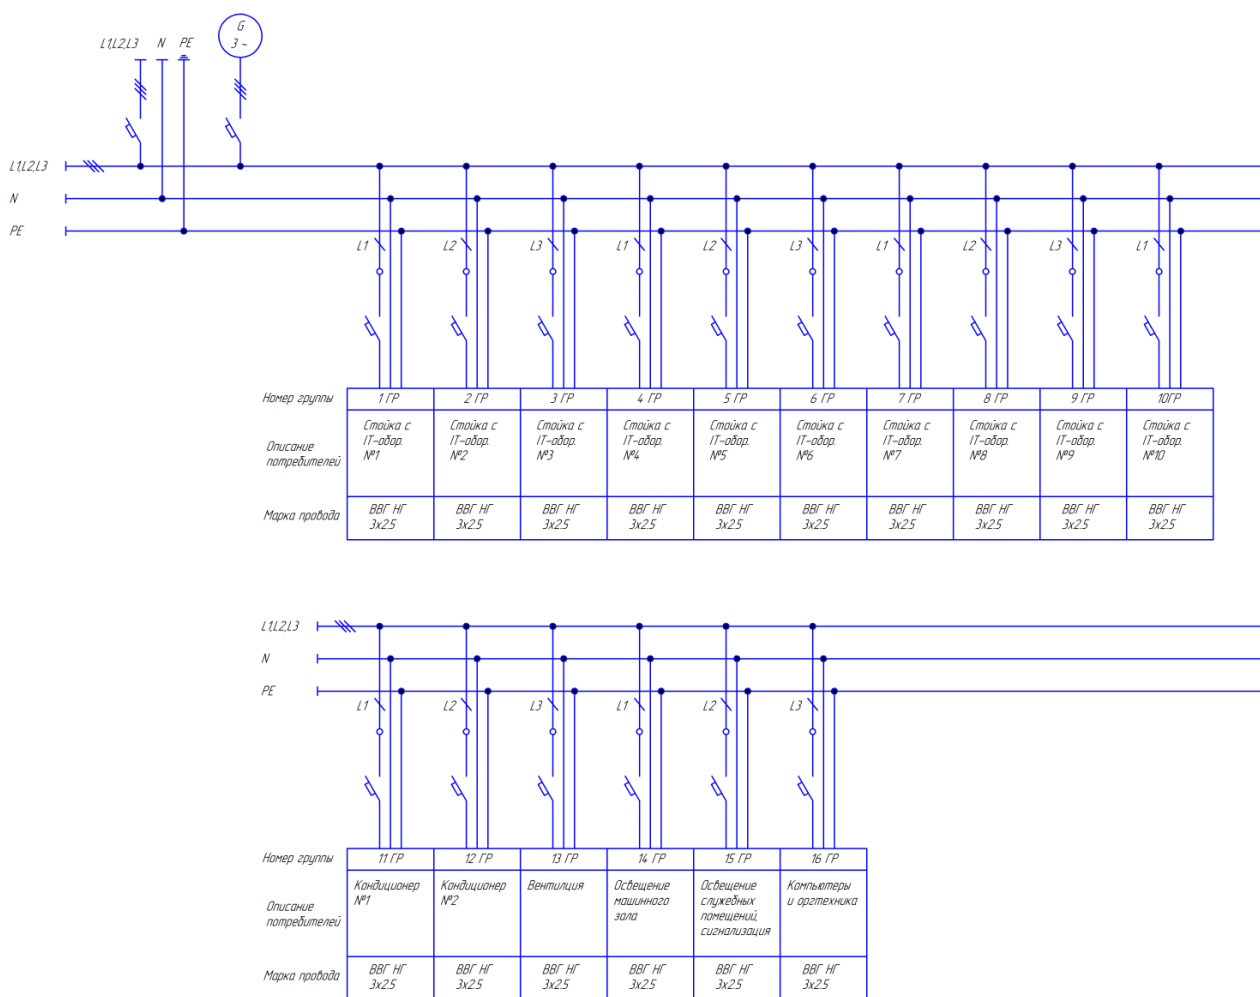 G
3 ~
L1,L2,L3 N PE
L1,L2,L3
N
PE
L1 L2 L3 L1 L2 L3 L1 L2 L3 L1
Номер группы 1 ГР 2 ГР 3 ГР 4 ГР 5 ГР 6 ГР 7 ГР 8 ГР 9 ГР 10ГР
Описание
потребителей
Стойка с
IT-обор.
№1
Стойка с
IT-обор.
№2
Стойка с
IT-обор.
№3
Стойка с
IT-обор.
№4
Стойка с
IT-обор.
№5
Стойка с
IT-обор.
№6
Стойка с
IT-обор.
№7
Стойка с
IT-обор.
№8
Стойка с
IT-обор.
№9
Стойка с
IT-обор.
№10
Марка провода
ВВГ НГ
3х2.5
ВВГ НГ
3х2.5
ВВГ НГ
3х2.5
ВВГ НГ
3х2.5
ВВГ НГ
3х2.5
ВВГ НГ
3х2.5
ВВГ НГ
3х2.5
ВВГ НГ
3х2.5
ВВГ НГ
3х2.5
ВВГ НГ
3х2.5
L1,L2,L3
N
PE
L1 L2 L3 L1 L2 L3
Номер группы 11 ГР 12 ГР 13 ГР 14 ГР 15 ГР 16 ГР
Описание
потребителей
Кондиционер
№1
Кондиционер
№2
Вентилция
Освещение
машинного
зала
Освещение
служебных
помещений,
сигнализация
Компьютеры
и оргтехника
Марка провода
ВВГ НГ
3х2.5
ВВГ НГ
3х2.5
ВВГ НГ
3х2.5
ВВГ НГ
3х2.5
ВВГ НГ
3х2.5
ВВГ НГ
3х2.5